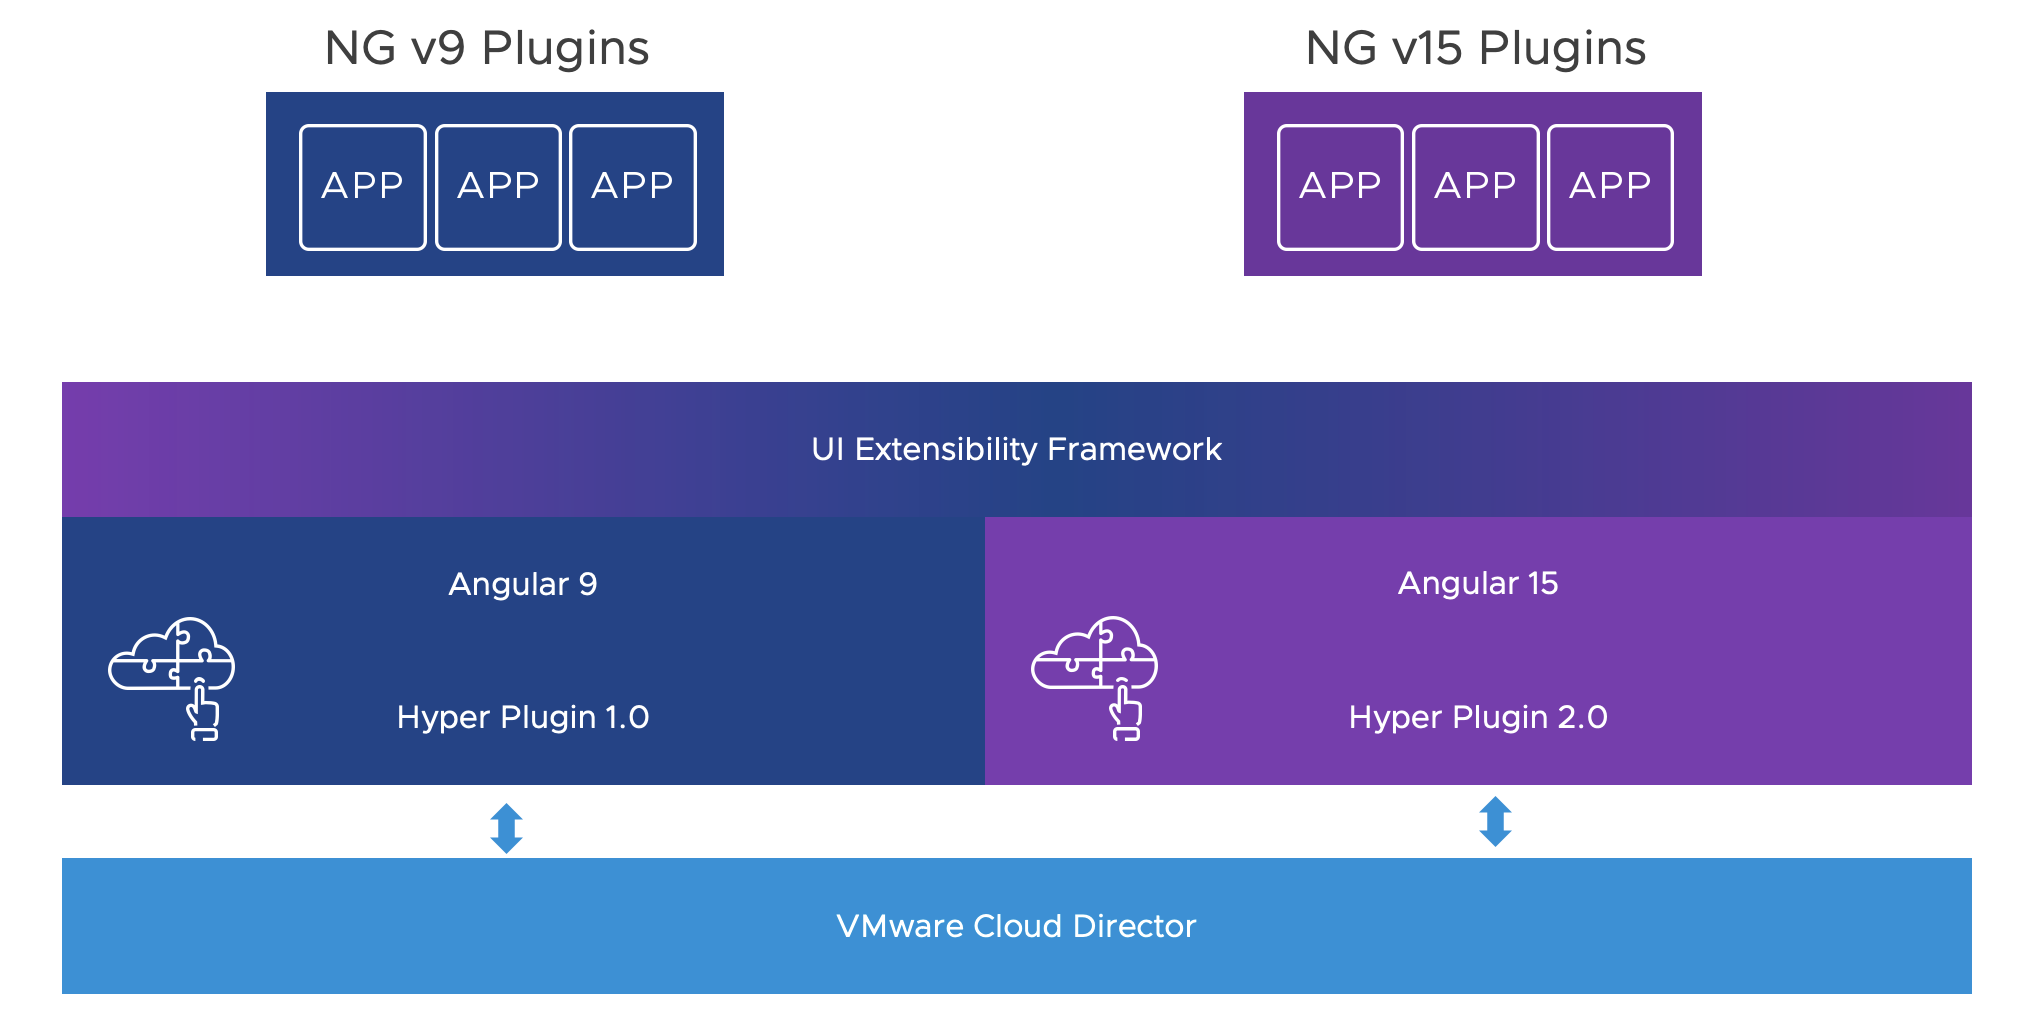 NG v9 Plugins
NG v15 Plugins
APP APP APP
APP APP APP
UI Extensibility Framework
Angular 9
Angular 15
Hyper Plugin 1.0
Hyper Plugin 2.0
VMware Cloud Director